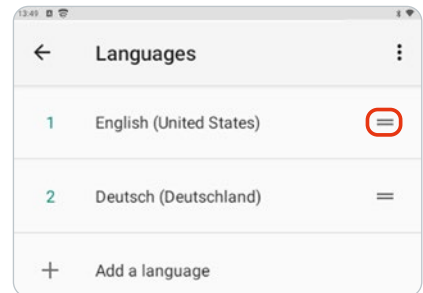 13:49
Languages
1 English (United States)
2 Deutsch (Deutschland)
Add a language